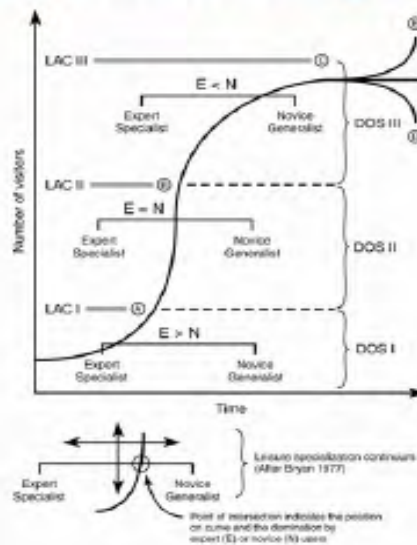 LAC III
C
E < N
Expert
Specialist
Novice
Generalist
DOS III
LAC II
B
E = N
Expert
Specialist
Novice
Generalist
DOS II
LAC I
A
E > N
Expert
Specialist
Novice
Generalist
DOS I
Number of visitors
Time
Expert
Specialist
Novice
Generalist
Leisure specialization continuum
(After Bryan 1977)
Point of intersection indicates the position
on curve and the domination by
expert (E) or novice (N) users